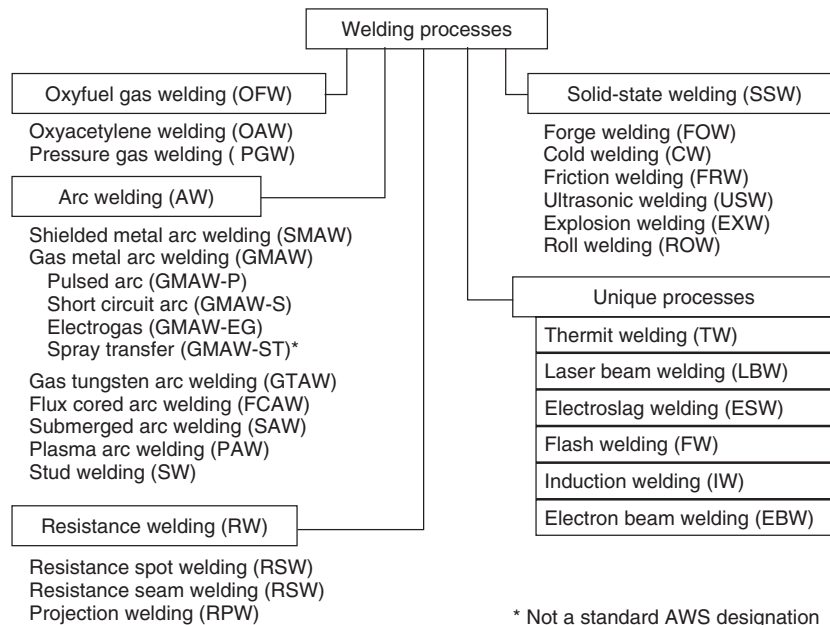 Welding processes
Oxyfuel gas welding (OFW)
Oxyacetylene welding (OAW)
Pressure gas welding ( PGW)
Arc welding (AW)
Shielded metal arc welding (SMAW)
Gas metal arc welding (GMAW)
Pulsed arc (GMAW-P)
Short circuit arc (GMAW-S)
Electrogas (GMAW-EG)
Spray transfer (GMAW-ST)*
Gas tungsten arc welding (GTAW)
Flux cored arc welding (FCAW)
Submerged arc welding (SAW)
Plasma arc welding (PAW)
Stud welding (SW)
Resistance welding (RW)
Resistance spot welding (RSW)
Resistance seam welding (RSW)
Projection welding (RPW)
Solid-state welding (SSW)
Forge welding (FOW)
Cold welding (CW)
Friction welding (FRW)
Ultrasonic welding (USW)
Explosion welding (EXW)
Roll welding (ROW)
Unique processes
Thermit welding (TW)
Laser beam welding (LBW)
Electroslag welding (ESW)
Flash welding (FW)
Induction welding (IW)
Electron beam welding (EBW)
* Not a standard AWS designation